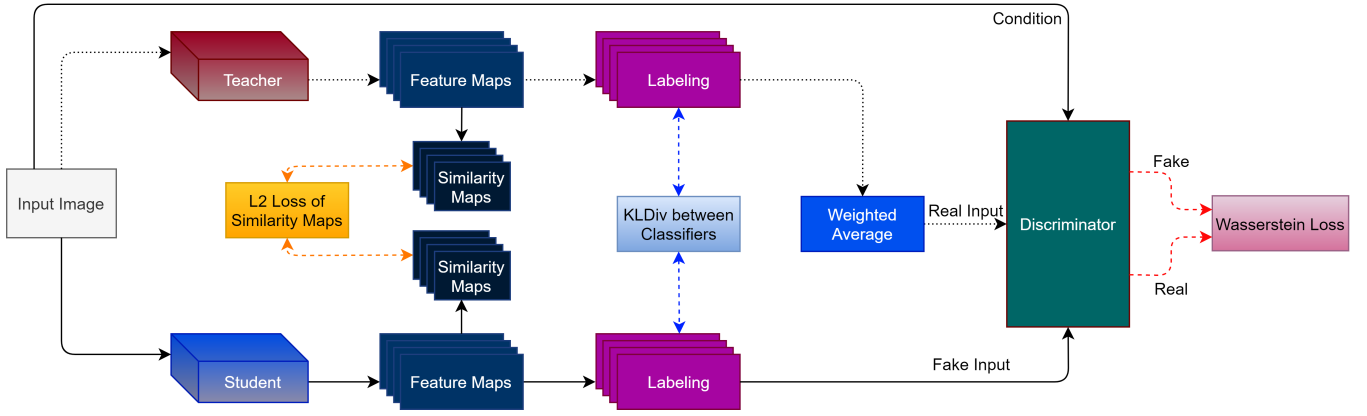 Condition
Teacher
Feature Maps
Labeling
Fake
Similarity
Maps
Input Image
L2 Loss of
Similarity Maps
KLDiv between
Classifiers
Weighted
Average
Real Input
Discriminator
Wasserstein Loss
Similarity
Maps
Real
Fake Input
Student
Feature Maps
Labeling